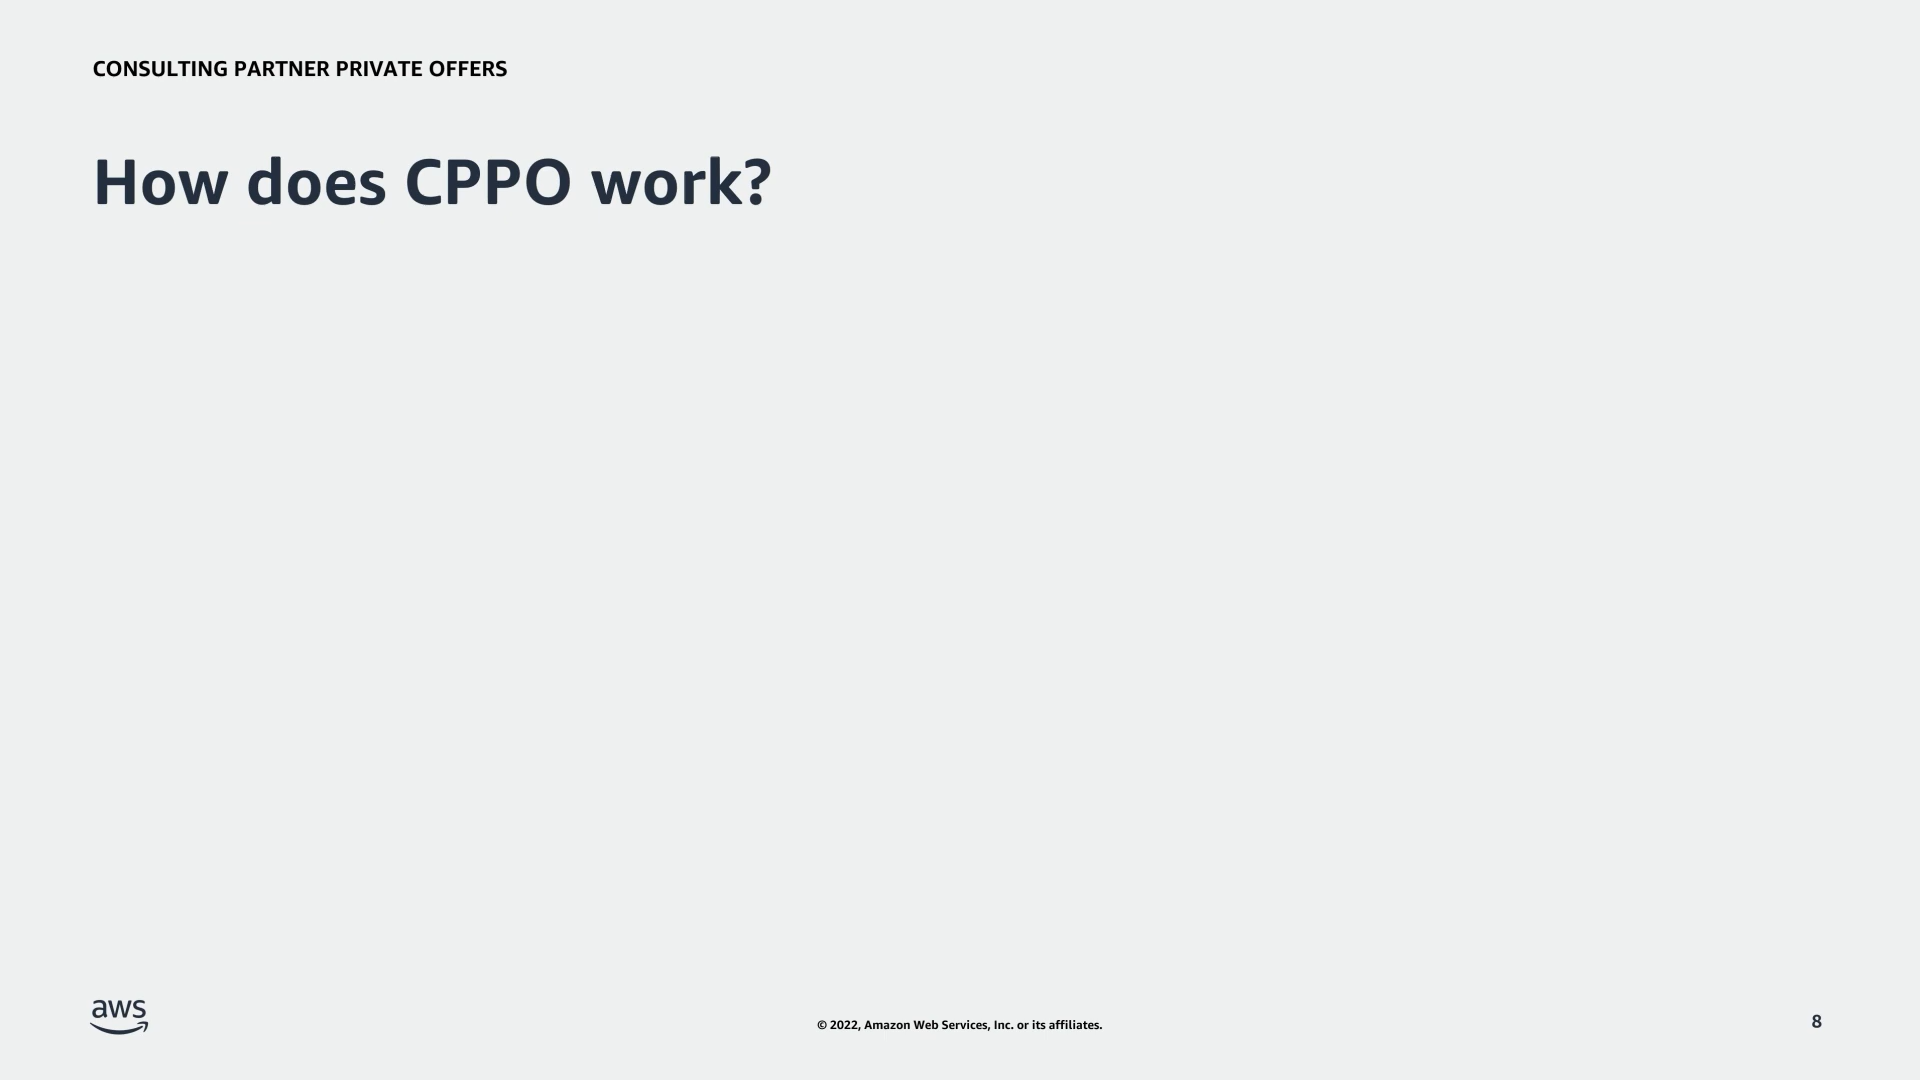 CONSULTING PARTNER PRIVATE OFFERS
How does CPPO work?
aws
© 2022, Amazon Web Services, Inc. or its affiliates.
8